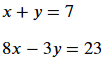 x + y = 7
8x − 3y = 23